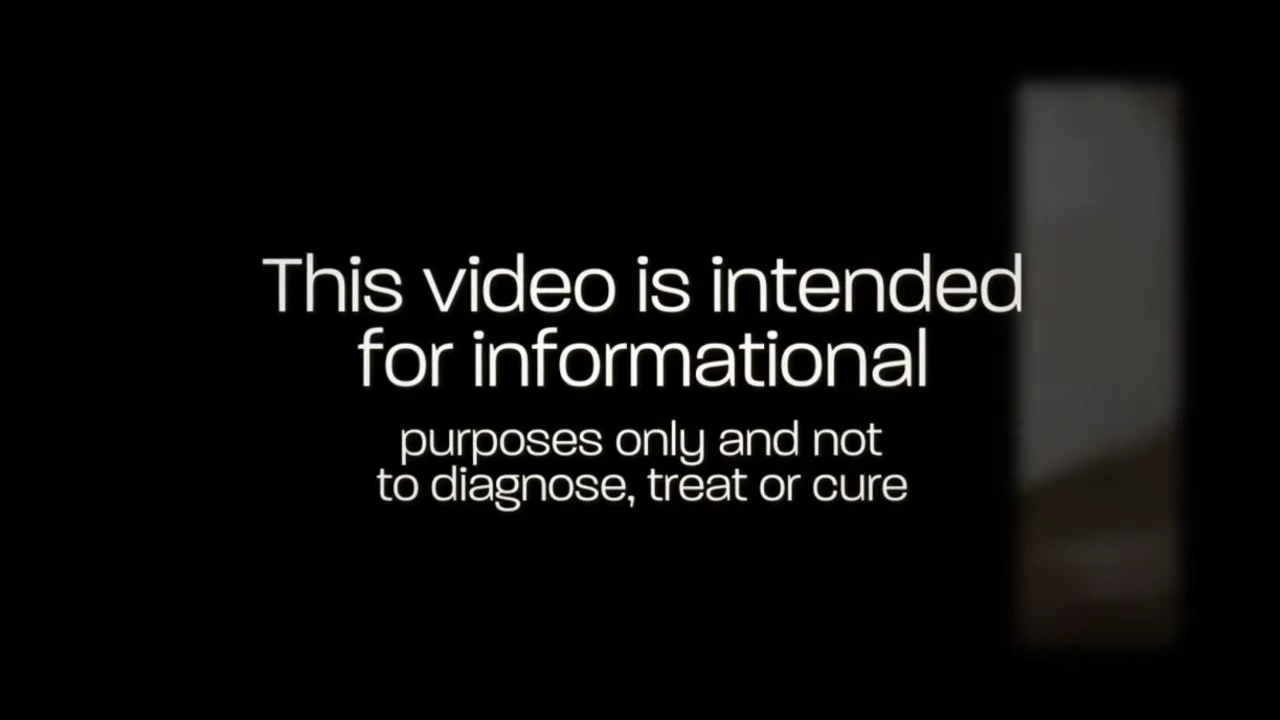 This video is intended
for informational
purposes only and not
to diagnose, treat or cure